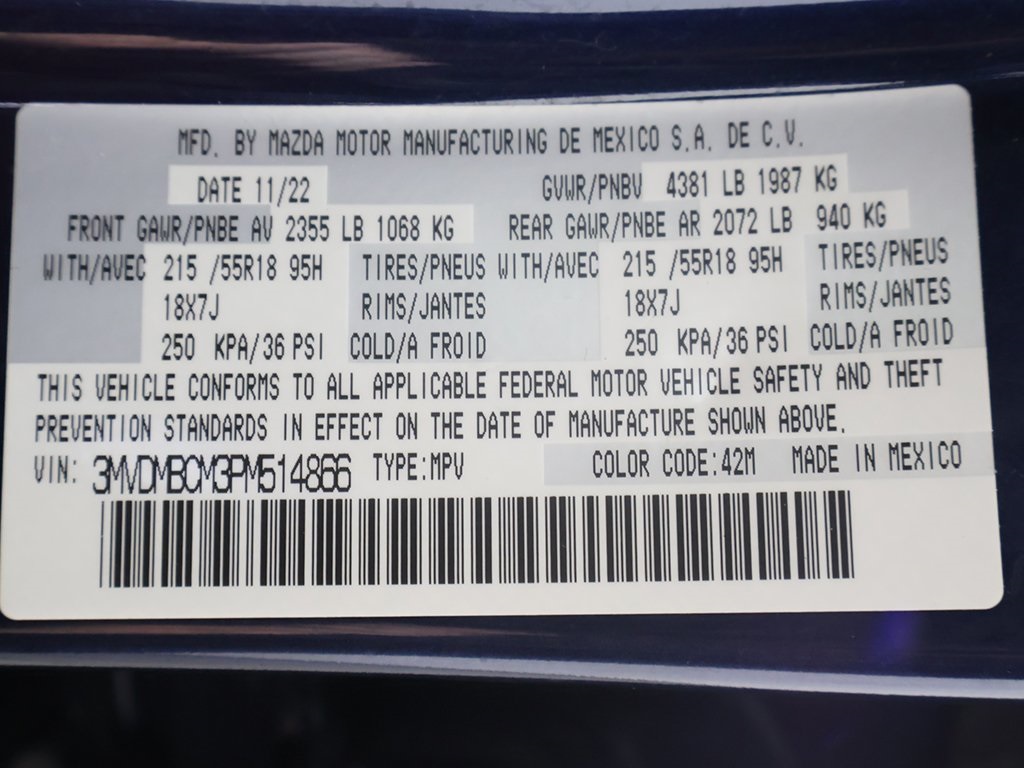 MFD. BY MAZDA MOTOR MANUFACTURING DE MEXICO S.A. DE C.V.
DATE 11/22 GVWR/PNBV 4381 LB 1987 KG
FRONT GAWR/PNBE AV 2355 LB 1068 KG REAR GAWR/PNBE AR 2072 LB 940 KG
WITH/AVEC 215 /55R18 95H TIRES/PNEUS WITH/AVEC 215 /55R18 95H TIRES/PNEUS
18X7J RIMS/JANTES 18X7J RIMS/JANTES
250 KPA/36 PSI COLD/A FROID 250 KPA/36 PSI COLD/A FROID
THIS VEHICLE CONFORMS TO ALL APPLICABLE FEDERAL MOTOR VEHICLE SAFETY AND THEFT
PREVENTION STANDARDS IN EFFECT ON THE DATE OF MANUFACTURE SHOWN ABOVE.
VIN: 3MVDMBCM3PM514866 TYPE:MPV COLOR CODE:42M MADE IN MEXICO